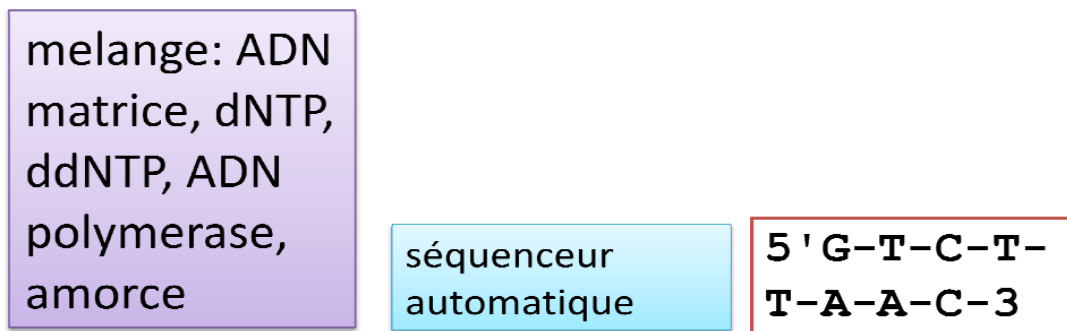 melange: ADN
matrice, dNTP,
ddNTP, ADN
polymerase,
amorce
séquenceur
automatique
5'G-T-C-T-
T-A-A-C-3